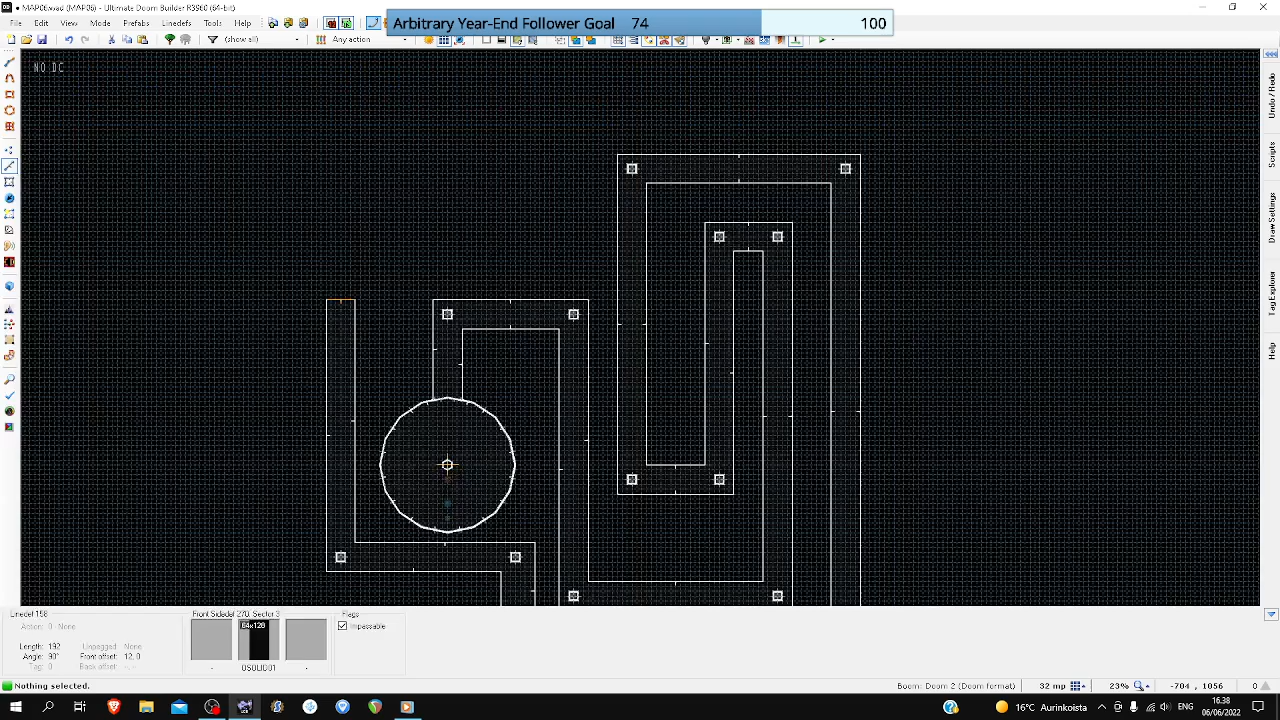 MAP06.wad (MAP06) - Ultimate Doom Builder R3960 (64-bit)
Arbitrary Year-End Follower Goal 74 100
File Edit View Mode
Prefabs Tools Help
(show all) Any action
NO DC
Undo / Redo
Scripts
Draw Settings
Tag Explorer
Help
Linedef 158
Action: 0 - None
Length: 192 Unpegged: None
Angle: 90° Front offset: 12, 0
Tag: 0 Back offset: --, --
Front Sidedef 270, Sector 3
64x128
-
OSOLID01
-
Flags
Impassable
Nothing selected.
Boom: Doom 2 (Doom format) 32 mp 23% -704 , 1056 0
16°C Aurinkoista ENG 16.38
06/06/2022